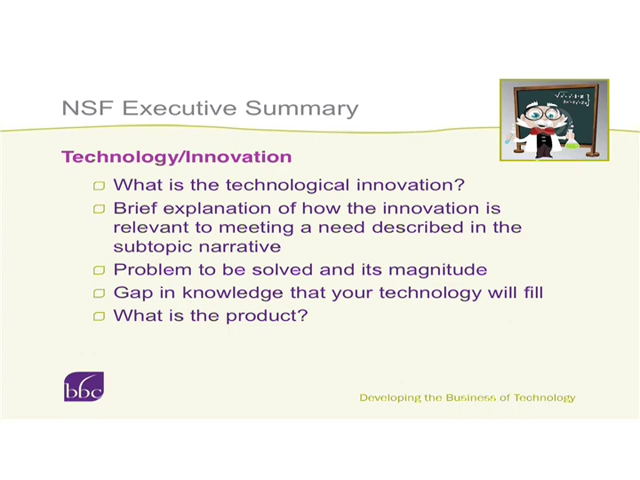 NSF Executive Summary
Technology/Innovation
What is the technological innovation?
Brief explanation of how the innovation is
relevant to meeting a need described in the
subtopic narrative
Problem to be solved and its magnitude
Gap in knowledge that your technology will fill
What is the product?
bbc
Developing the Business of Technology